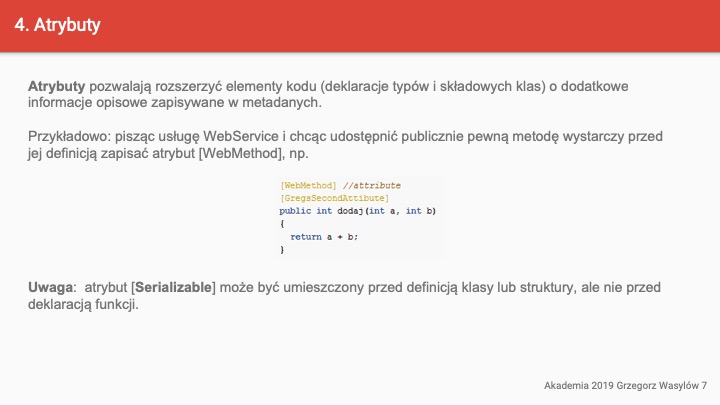 4. Atrybuty
Atrybuty pozwalają rozszerzyć elementy kodu (deklaracje typów i składowych klas) o dodatkowe
informacje opisowe zapisywane w metadanych.
Przykładowo: pisząc usługę WebService i chcąc udostępnić publicznie pewną metodę wystarczy przed
jej definicją zapisać atrybut [WebMethod], np.
[WebMethod] //attribute
[GregsSecondAttibute]
public int dodaj(int a, int b)
{
return a + b;
}
Uwaga: atrybut [Serializable] może być umieszczony przed definicją klasy lub struktury, ale nie przed
deklaracją funkcji.
Akademia 2019 Grzegorz Wasylów 7